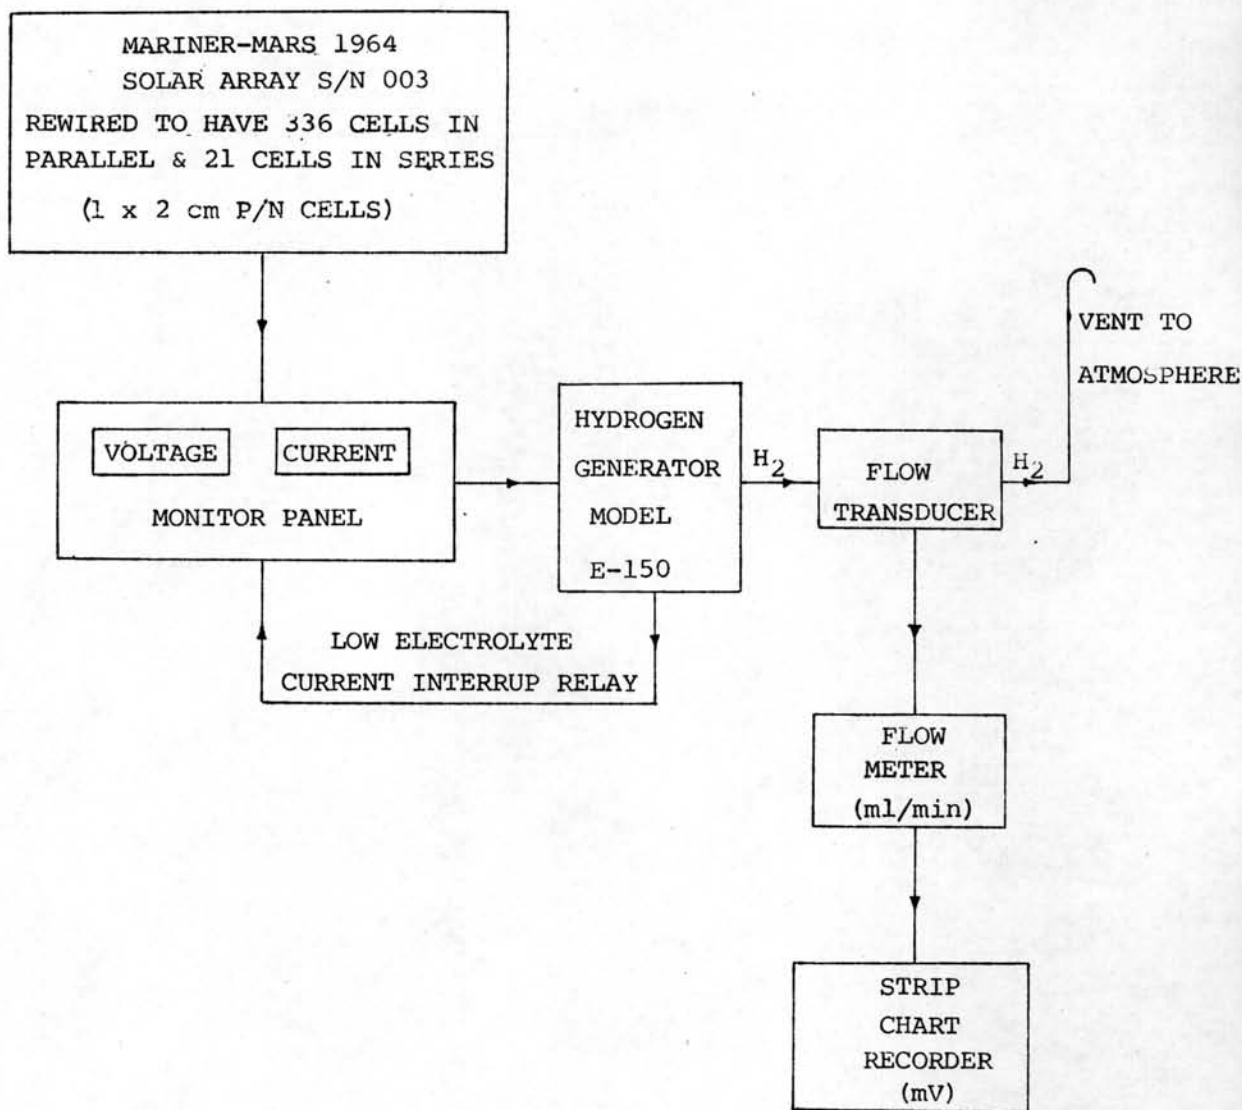 MARINER-MARS 1964
SOLAR ARRAY S/N 003
REWIRED TO HAVE 336 CELLS IN
PARALLEL & 21 CELLS IN SERIES
(1 x 2 cm P/N CELLS)
VOLTAGE
CURRENT
MONITOR PANEL
HYDROGEN
GENERATOR
MODEL
E-150
LOW ELECTROLYTE
CURRENT INTERRUP RELAY
H2
FLOW
TRANSDUCER
H2
VENT TO
ATMOSPHERE
FLOW
METER
(ml/min)
STRIP
CHART
RECORDER
(mV)